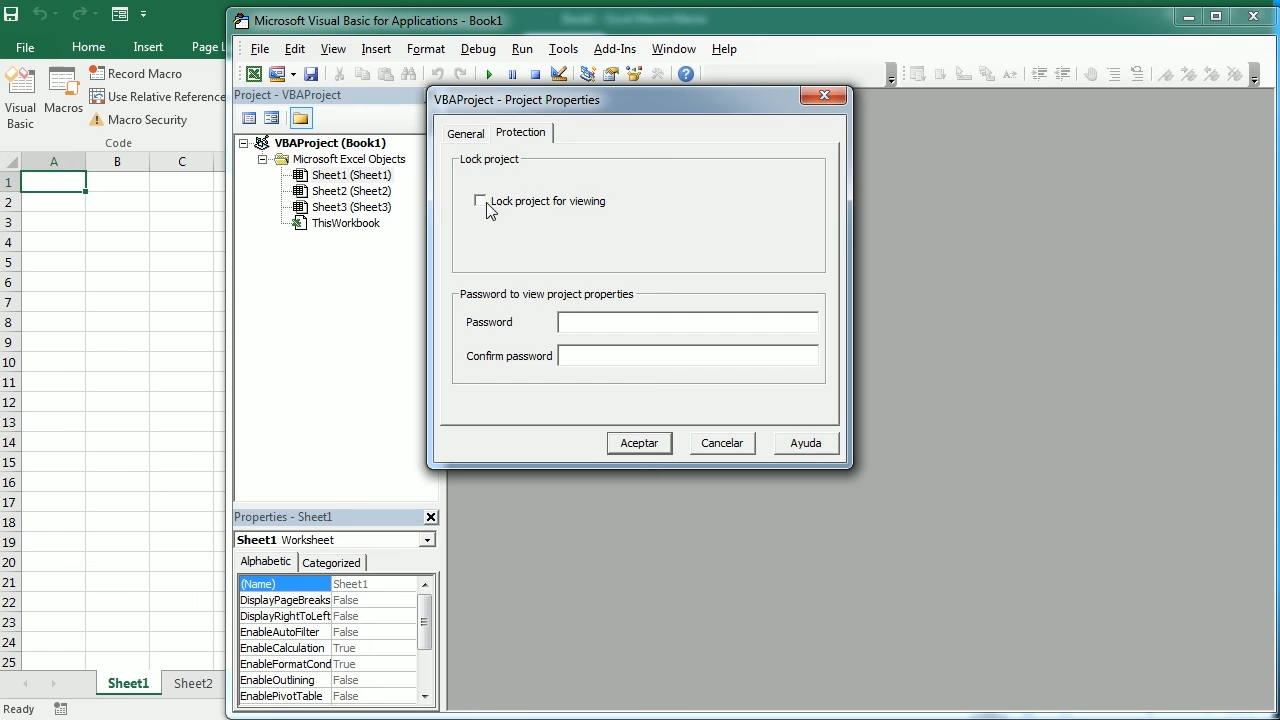 Microsoft Visual Basic for Applications - Book1
File
Home
Insert
Page L
File Edit View Insert Format Debug Run Tools Add-Ins Window Help
Visual Basic
Macros
Record Macro
Use Relative Reference
Macro Security
Code
Project - VBAProject
VBAProject (Book1)
Microsoft Excel Objects
Sheet1 (Sheet1)
Sheet2 (Sheet2)
Sheet3 (Sheet3)
ThisWorkbook
VBAProject - Project Properties
General Protection
Lock project
Lock project for viewing
Password to view project properties
Password
Confirm password
Aceptar Cancelar Ayuda
A B C
1
2
3
4
5
6
7
8
9
10
11
12
13
14
15
16
17
18
19
20
21
22
23
24
25
Properties - Sheet1
Sheet1 Worksheet
Alphabetic Categorized
(Name) Sheet1
DisplayPageBreaks False
DisplayRightToLeft False
EnableAutoFilter False
EnableCalculation True
EnableFormatCond True
EnableOutlining False
EnablePivotTable False
Sheet1 Sheet2
Ready